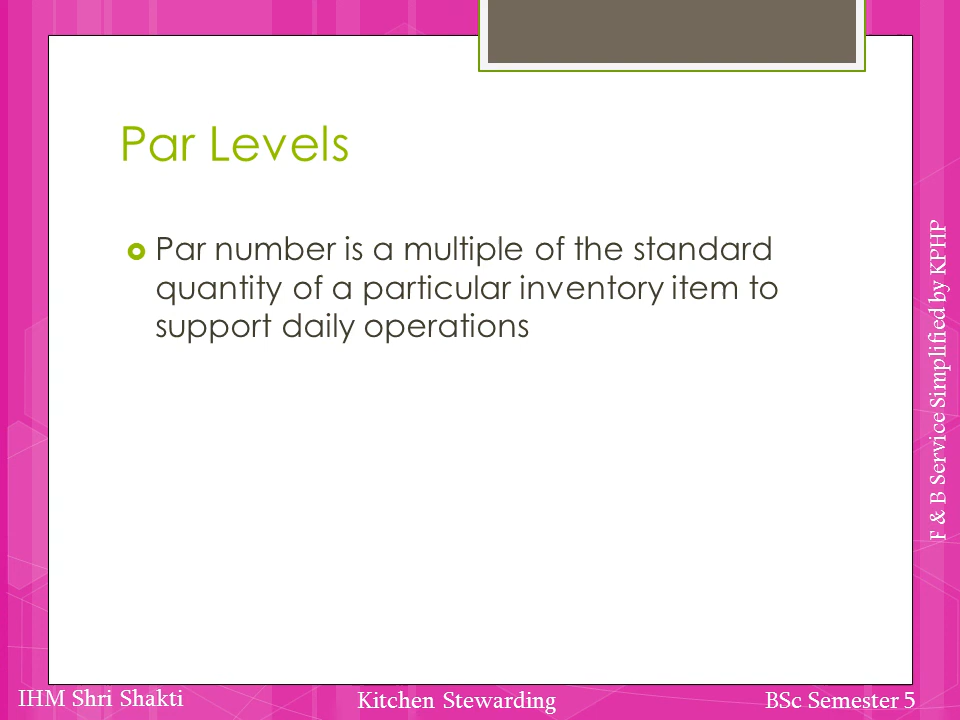 Par Levels
Par number is a multiple of the standard
quantity of a particular inventory item to
support daily operations
F & B Service Simplified by KPHP
IHM Shri Shakti
Kitchen Stewarding
BSc Semester 5